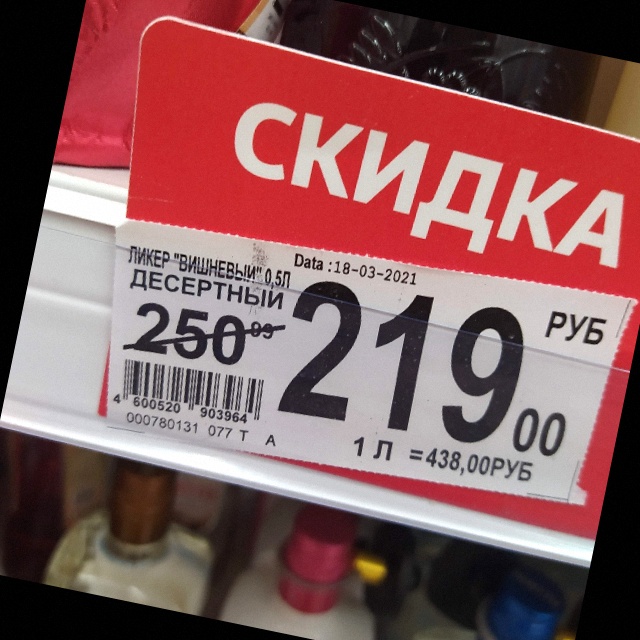 СКИДКА
ЛИКЕР "ВИШНЕВЫЙ" 0,5Л
ДЕСЕРТНЫЙ
Data :18-03-2021
250 89
219 00
РУБ
4 600520 903964
000780131 077 Т А
1 Л =438,00РУБ